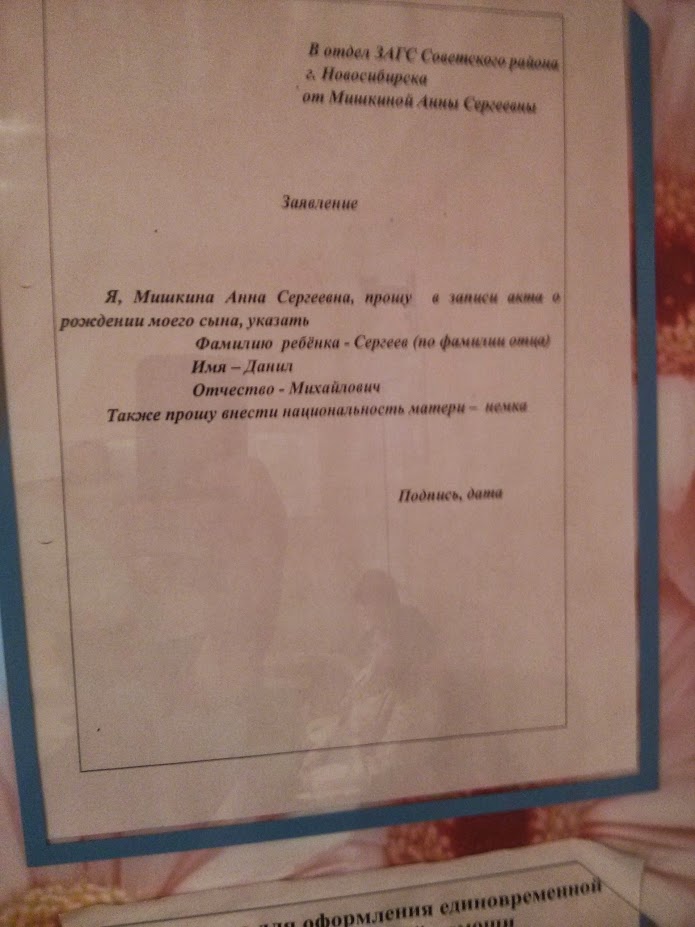 В отдел ЗАГС Советского района
г. Новосибирска
от Мишкиной Анны Сергеевны
Заявление
Я, Мишкина Анна Сергеевна, прошу в записи акта о
рождении моего сына, указать
Фамилию ребёнка - Сергеев (по фамилии отца)
Имя – Данил
Отчество - Михайлович
Также прошу внести национальность матери – немка
Подпись, дата
для оформления единовременной